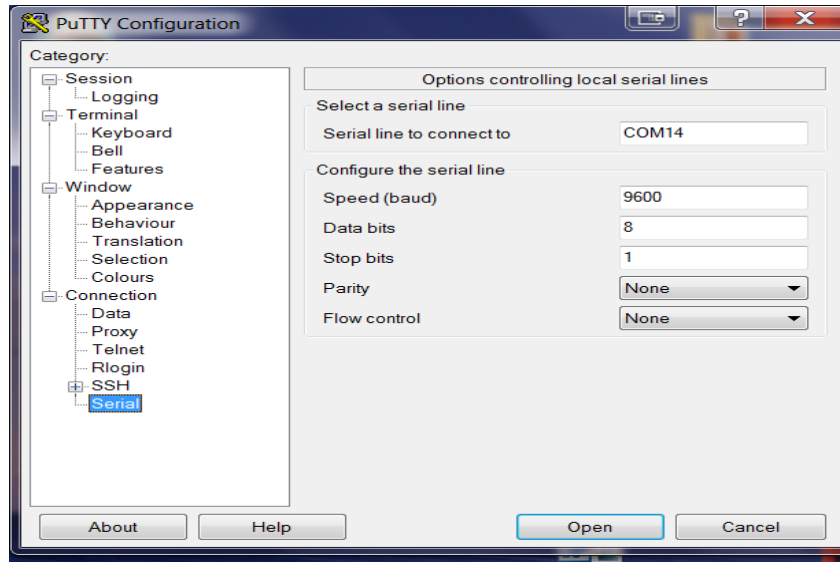 PuTTY Configuration
Category:
Session
Logging
Terminal
Keyboard
Bell
Features
Window
Appearance
Behaviour
Translation
Selection
Colours
Connection
Data
Proxy
Telnet
Rlogin
SSH
Serial
Options controlling local serial lines
Select a serial line
Serial line to connect to COM14
Configure the serial line
Speed (baud) 9600
Data bits 8
Stop bits 1
Parity None
Flow control None
About Help Open Cancel